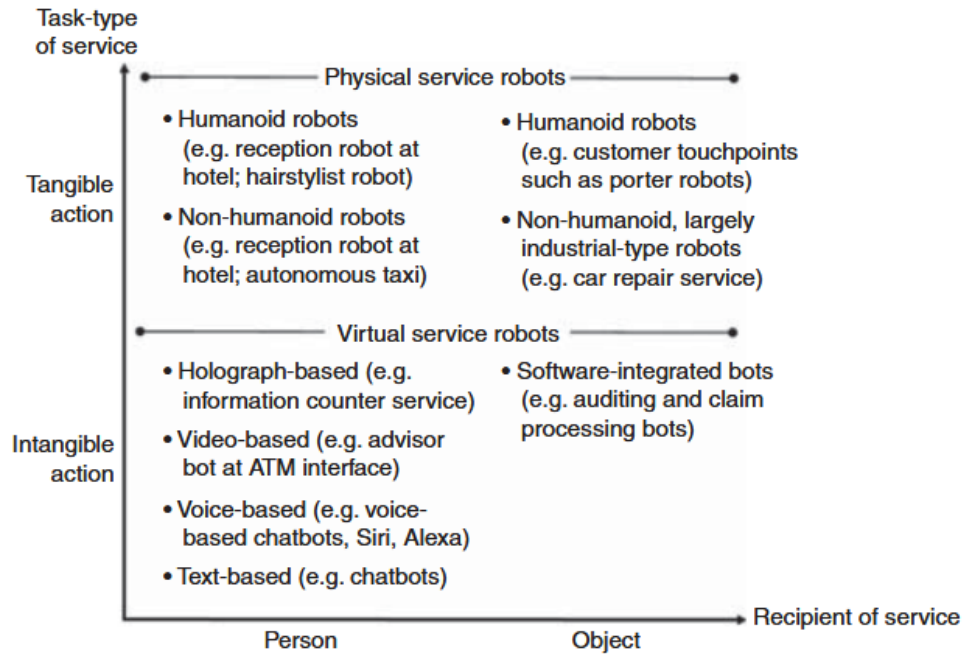 Task-type
of service
Physical service robots
Tangible
action
• Humanoid robots
(e.g. reception robot at
hotel; hairstylist robot)
• Non-humanoid robots
(e.g. reception robot at
hotel; autonomous taxi)
• Humanoid robots
(e.g. customer touchpoints
such as porter robots)
• Non-humanoid, largely
industrial-type robots
(e.g. car repair service)
Virtual service robots
Intangible
action
• Holograph-based (e.g.
information counter service)
• Video-based (e.g. advisor
bot at ATM interface)
• Voice-based (e.g. voice-
based chatbots, Siri, Alexa)
• Text-based (e.g. chatbots)
• Software-integrated bots
(e.g. auditing and claim
processing bots)
Recipient of service
Person
Object